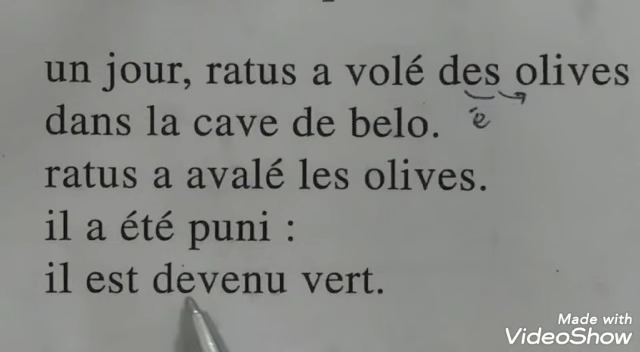 un jour, ratus a volé des olives
é
dans la cave de belo.
ratus a avalé les olives.
il a été puni :
il est devenu vert.
Made with
VideoShow